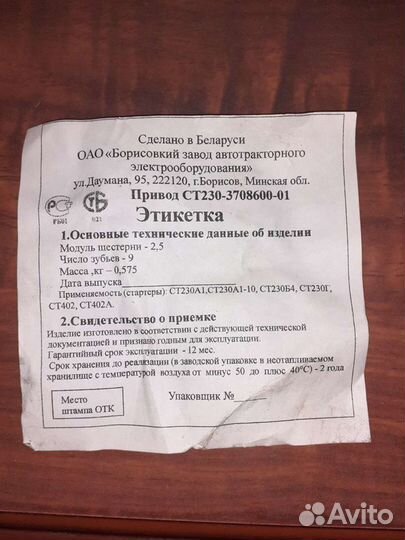 Сделано в Беларуси
ОАО «Борисовкий завод автотракторного
электрооборудования»
ул.Даумана, 95, 222120, г.Борисов, Минская обл.
Привод СТ230-3708600-01
Этикетка
1.Основные технические данные об изделии
Модуль шестерни - 2,5
Число зубьев - 9
Масса ,кг – 0,575
Дата выпуска
Применяемость (стартеры): СТ230А1,СТ230А1-10, СТ230Б4, СТ230Г,
СТ402, СТ402А.
2.Свидетельство о приемке
Изделие изготовлено в соответствии с действующей технической
документацией и признано годным для эксплуатации.
Гарантийный срок эксплуатации - 12 мес.
Срок хранения до реализации (в заводской упаковке в неотапливаемом
хранилище с температурой воздуха от минус 50 до плюс 40°С) - 2 года
Место
штампа ОТК
Упаковщик №
Avito